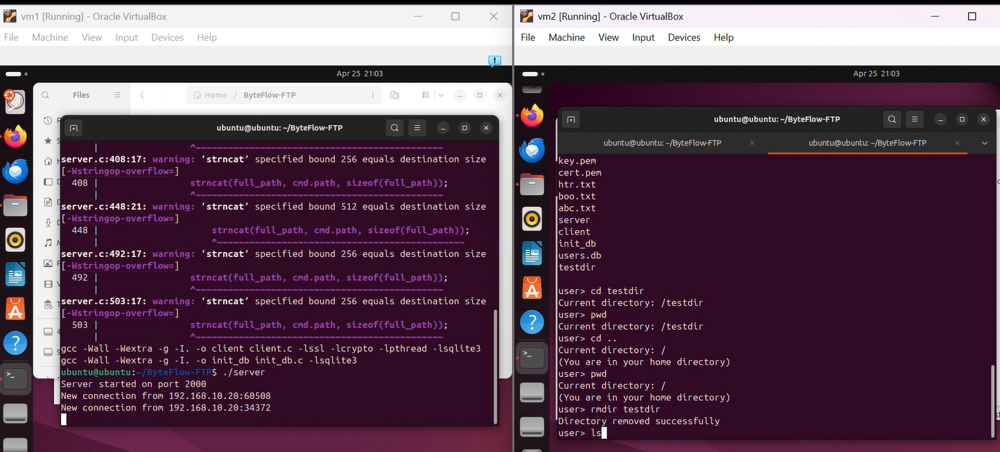 vm1 [Running] - Oracle VirtualBox
File Machine View Input Devices Help
Apr 25 21:03
Files
Home / ByteFlow-FTP
ubuntu@ubuntu: ~/ByteFlow-FTP
| ^~~~~~~~~~~~~~~~~~~~~~~~~~~~~~~~~~~~~~~~~~~~~~~
server.c:408:17: warning: ‘strncat’ specified bound 256 equals destination size
[-Wstringop-overflow=]
408 | strncat(full_path, cmd.path, sizeof(full_path));
| ^~~~~~~~~~~~~~~~~~~~~~~~~~~~~~~~~~~~~~~~~~~~~~~
server.c:448:21: warning: ‘strncat’ specified bound 512 equals destination size
[-Wstringop-overflow=]
448 | strncat(full_path, cmd.path, sizeof(full_path));
| ^~~~~~~~~~~~~~~~~~~~~~~~~~~~~~~~~~~~~~~~~~~~~~~
server.c:492:17: warning: ‘strncat’ specified bound 256 equals destination size
[-Wstringop-overflow=]
492 | strncat(full_path, cmd.path, sizeof(full_path));
| ^~~~~~~~~~~~~~~~~~~~~~~~~~~~~~~~~~~~~~~~~~~~~~~
server.c:503:17: warning: ‘strncat’ specified bound 256 equals destination size
[-Wstringop-overflow=]
503 | strncat(full_path, cmd.path, sizeof(full_path));
| ^~~~~~~~~~~~~~~~~~~~~~~~~~~~~~~~~~~~~~~~~~~~~~~
gcc -Wall -Wextra -g -I. -o client client.c -lssl -lcrypto -lpthread -lsqlite3
gcc -Wall -Wextra -g -I. -o init_db init_db.c -lsqlite3
ubuntu@ubuntu:~/ByteFlow-FTP$ ./server
Server started on port 2000
New connection from 192.168.10.20:60508
New connection from 192.168.10.20:34372
vm2 [Running] - Oracle VirtualBox
File Machine View Input Devices Help
Apr 25 21:03
ubuntu@ubuntu: ~/ByteFlow-FTP
ubuntu@ubuntu: ~/ByteFlow-FTP ubuntu@ubuntu: ~/ByteFlow-FTP
key.pem
cert.pem
htr.txt
boo.txt
abc.txt
server
client
init_db
users.db
testdir
user> cd testdir
Current directory: /testdir
user> pwd
Current directory: /testdir
user> cd ..
Current directory: /
(You are in your home directory)
user> pwd
Current directory: /
(You are in your home directory)
user> rmdir testdir
Directory removed successfully
user> ls